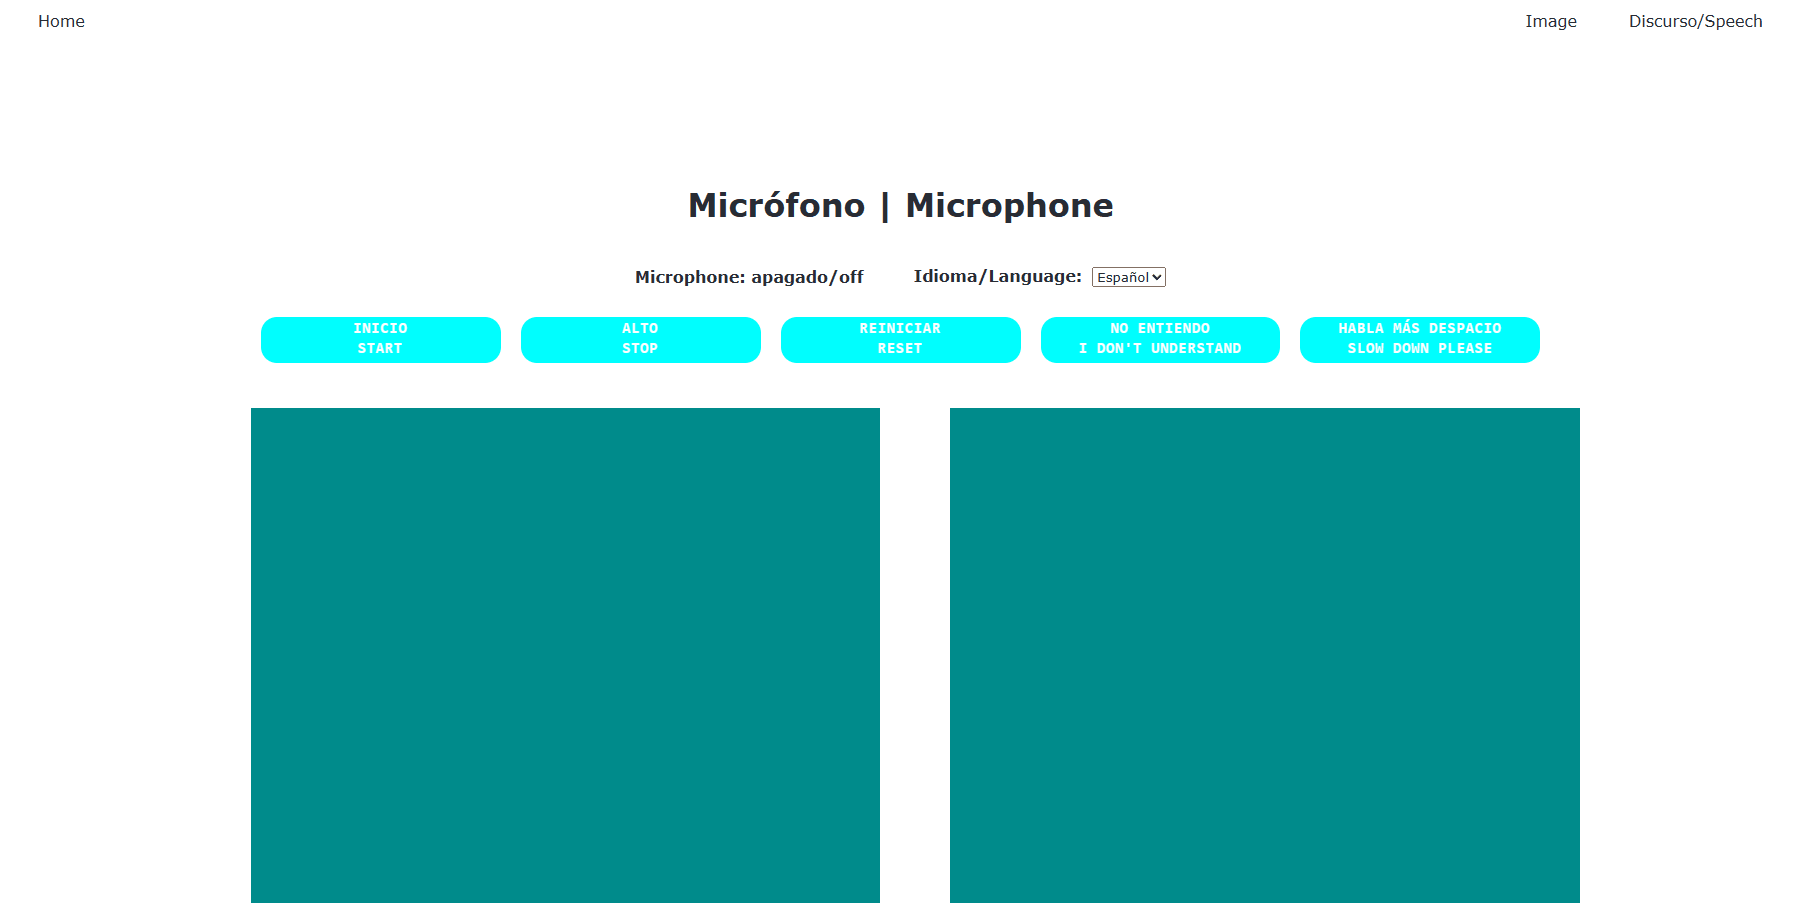 Home
Image
Discurso/Speech
Micrófono | Microphone
Microphone: apagado/off
Idioma/Language: Español
INICIO
START
ALTO
STOP
REINICIAR
RESET
NO ENTIENDO
I DON'T UNDERSTAND
HABLA MÁS DESPACIO
SLOW DOWN PLEASE